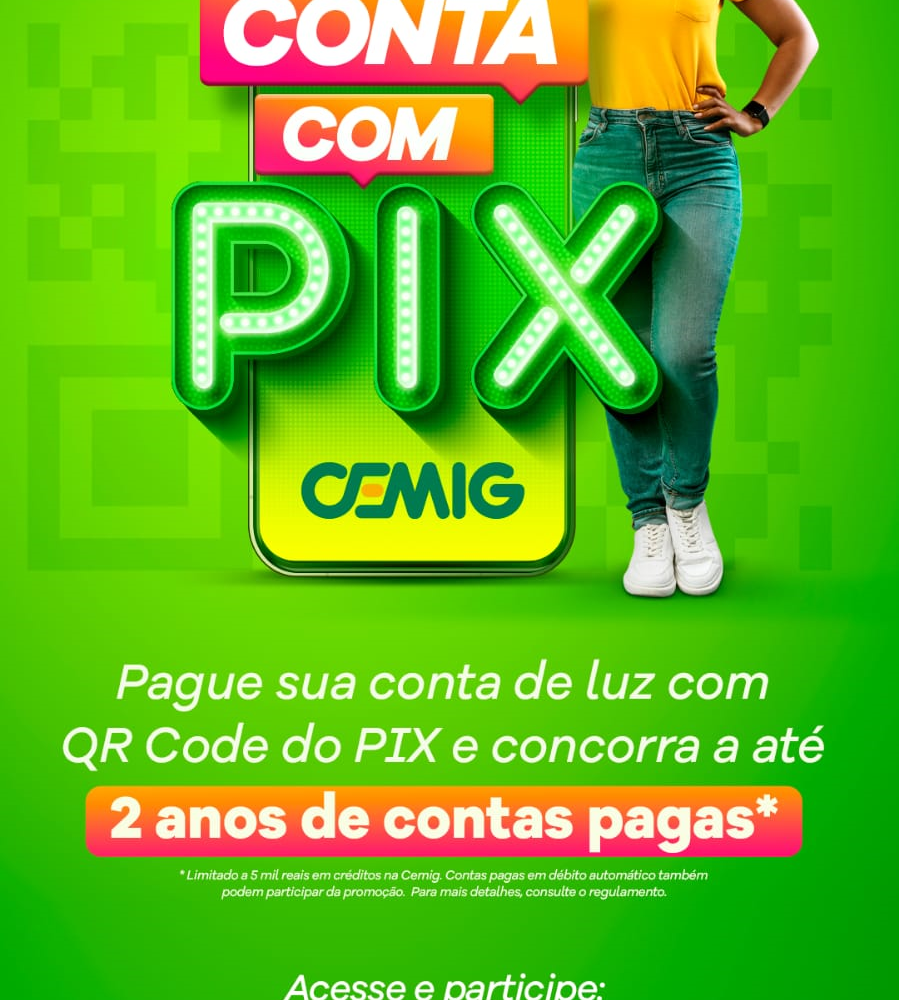 CONTA
COM
PIX
CEMIG
Pague sua conta de luz com
QR Code do PIX e concorra a até
2 anos de contas pagas*
* Limitado a 5 mil reais em créditos na Cemig. Contas pagas em débito automático também
podem participar da promoção. Para mais detalhes, consulte o regulamento.
Acesse e participe: